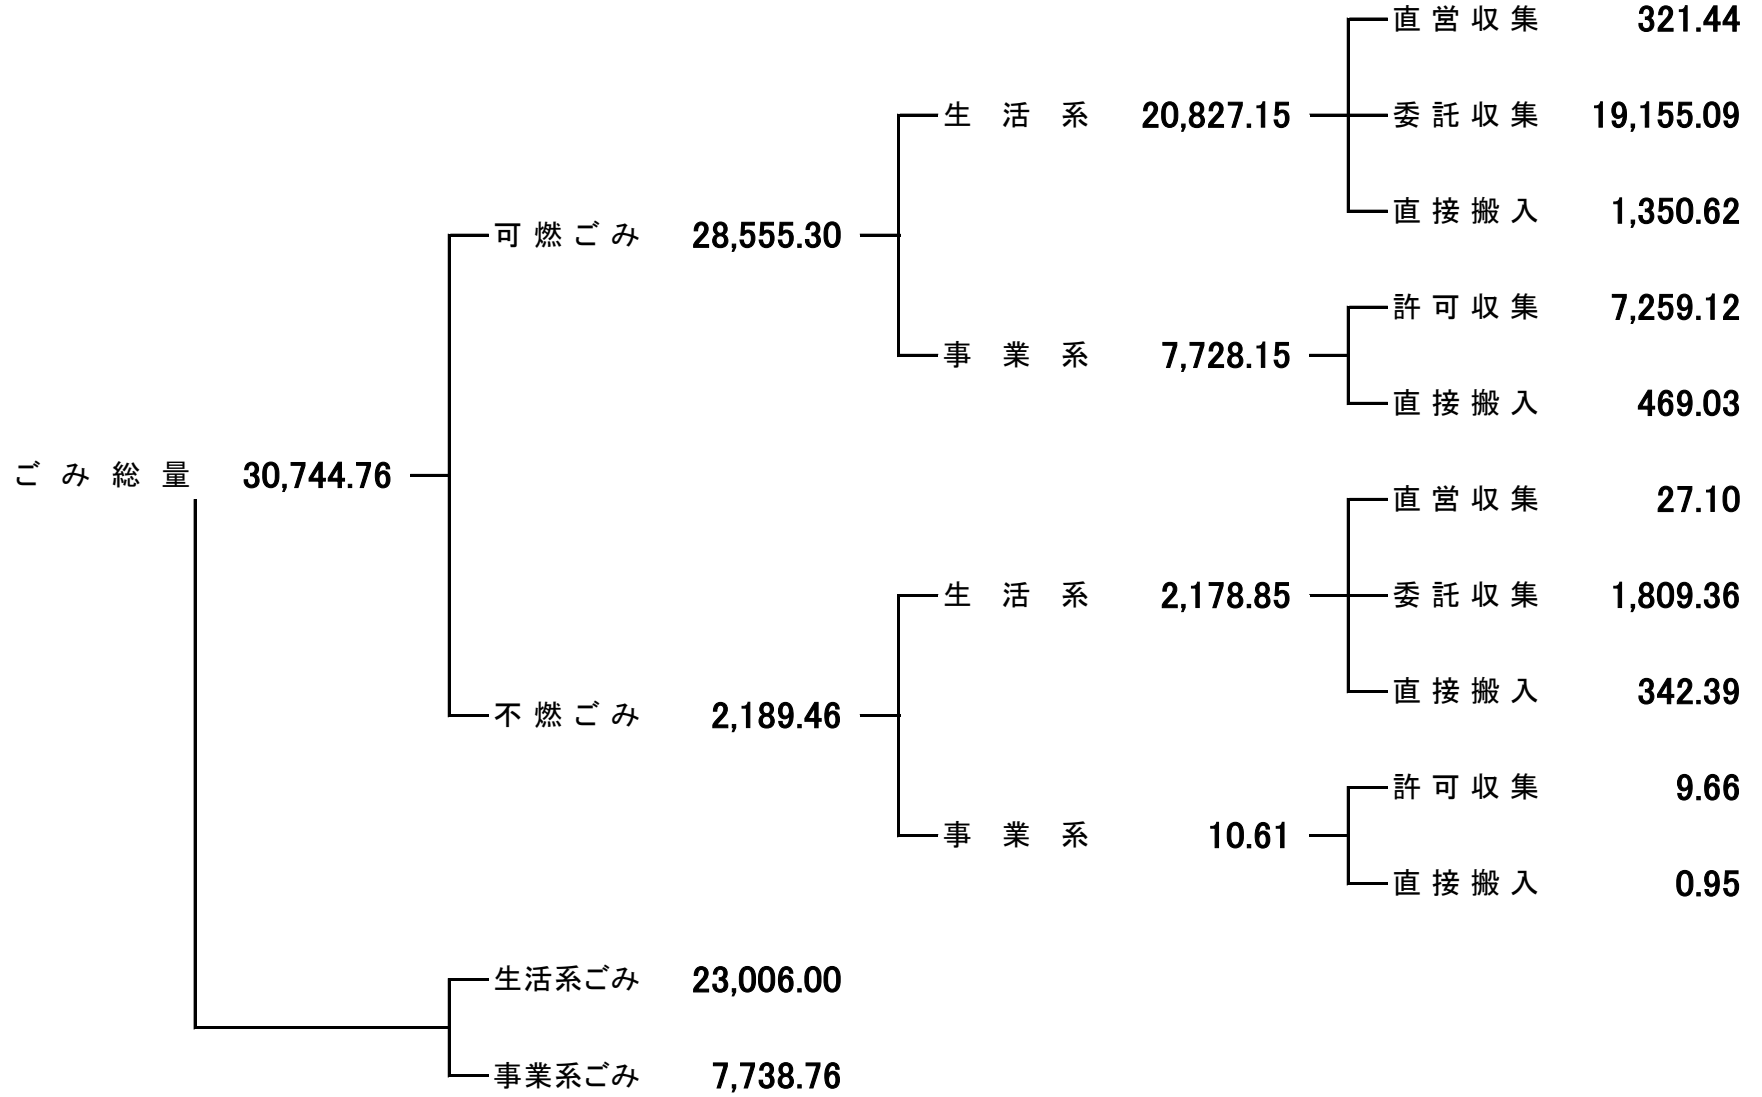 直営収集 321.44
生活系 20,827.15
委託収集 19,155.09
直接搬入 1,350.62
可燃ごみ 28,555.30
許可収集 7,259.12
事業系 7,728.15
直接搬入 469.03
ごみ総量 30,744.76
直営収集 27.10
生活系 2,178.85
委託収集 1,809.36
直接搬入 342.39
不燃ごみ 2,189.46
許可収集 9.66
事業系 10.61
直接搬入 0.95
生活系ごみ 23,006.00
事業系ごみ 7,738.76